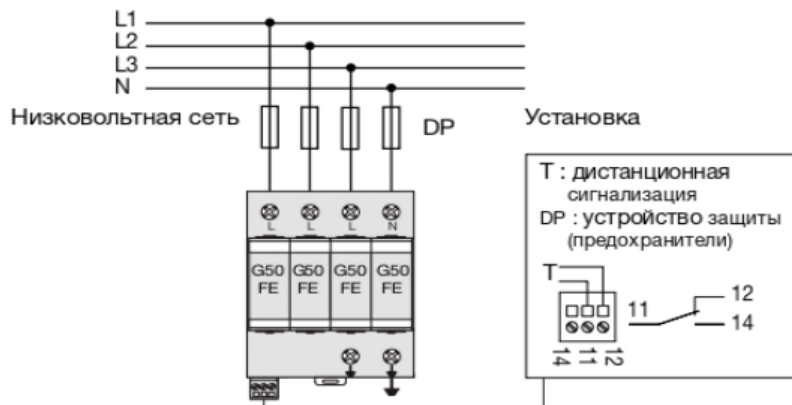 L1
L2
L3
N
Низковольтная сеть
DP
Установка
L L L N
G50 G50 G50 G50
FE FE FE FE
T : дистанционная
сигнализация
DP : устройство защиты
(предохранители)
T
11
12
14
14 11 12